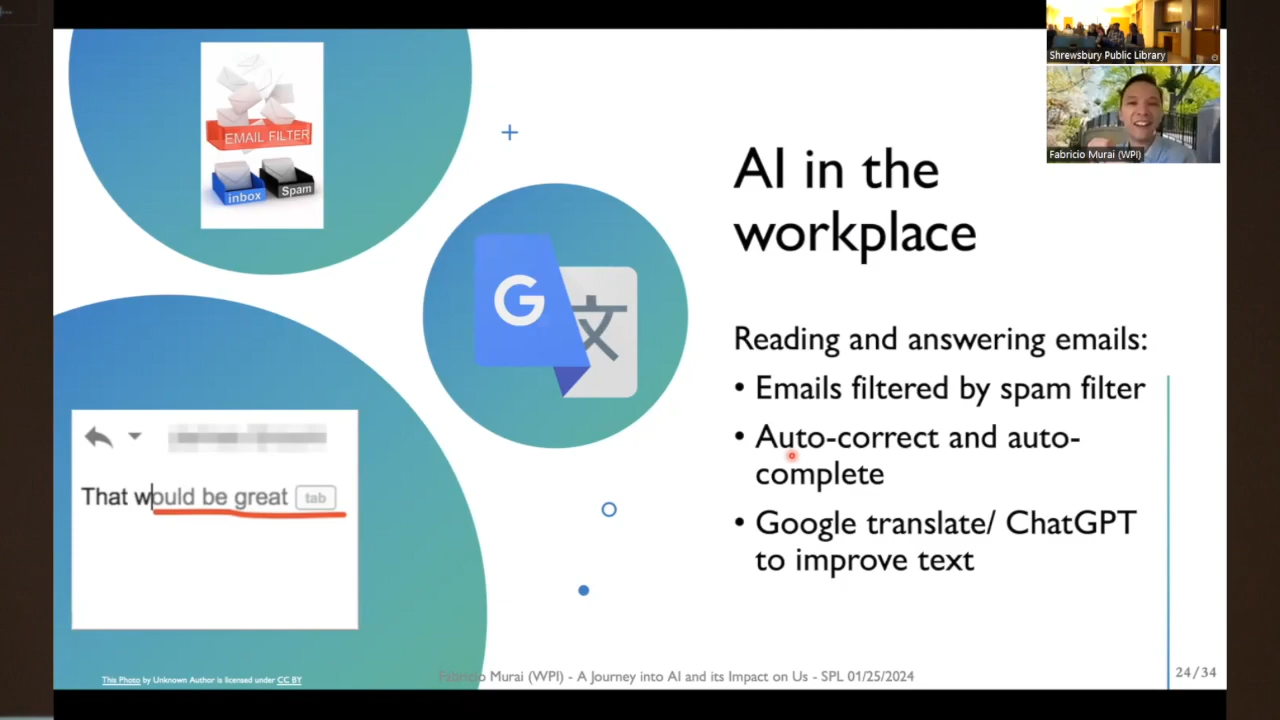 EMAIL FILTER
inbox
Spam
G
文
That would be great
tab
AI in the
workplace
Reading and answering emails:
• Emails filtered by spam filter
• Auto-correct and auto-
complete
• Google translate/ ChatGPT
to improve text
Shrewsbury Public Library
Fabricio Murai (WPI)
This Photo by Unknown Author is licensed under CC BY
Fabricio Murai (WPI) - A Journey into AI and its Impact on Us - SPL 01/25/2024
24/34